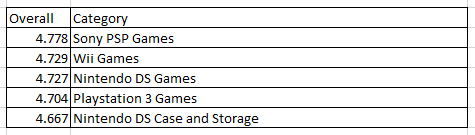 Overall Category
4.778 Sony PSP Games
4.729 Wii Games
4.727 Nintendo DS Games
4.704 Playstation 3 Games
4.667 Nintendo DS Case and Storage